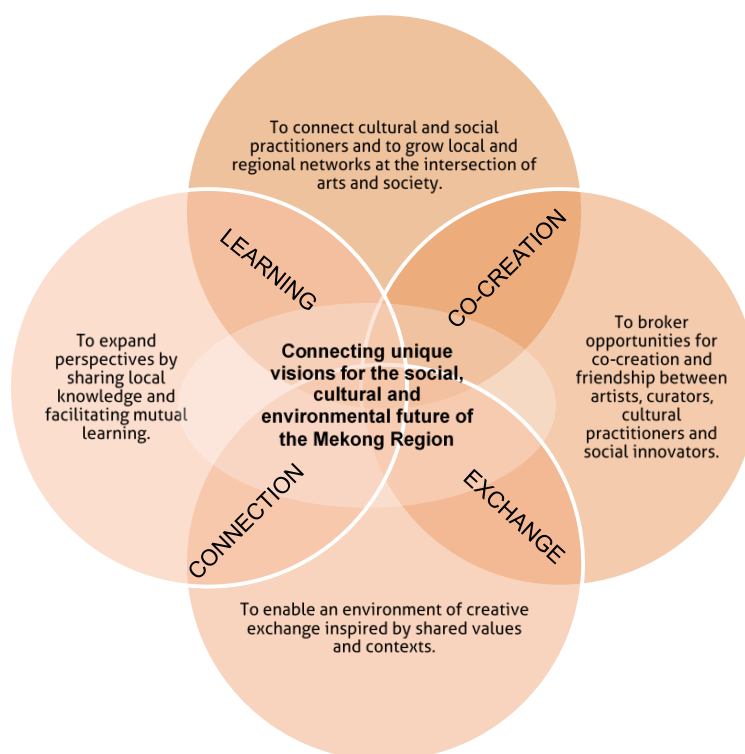 To connect cultural and social
practitioners and to grow local and
regional networks at the intersection of
arts and society.
LEARNING
CO-CREATION
To expand
perspectives by
sharing local
knowledge and
facilitating mutual
learning.
Connecting unique
visions for the social,
cultural and
environmental future of
the Mekong Region
To broker
opportunities for
co-creation and
friendship between
artists, curators,
cultural
practitioners and
social innovators.
CONNECTION
EXCHANGE
To enable an environment of creative
exchange inspired by shared values
and contexts.